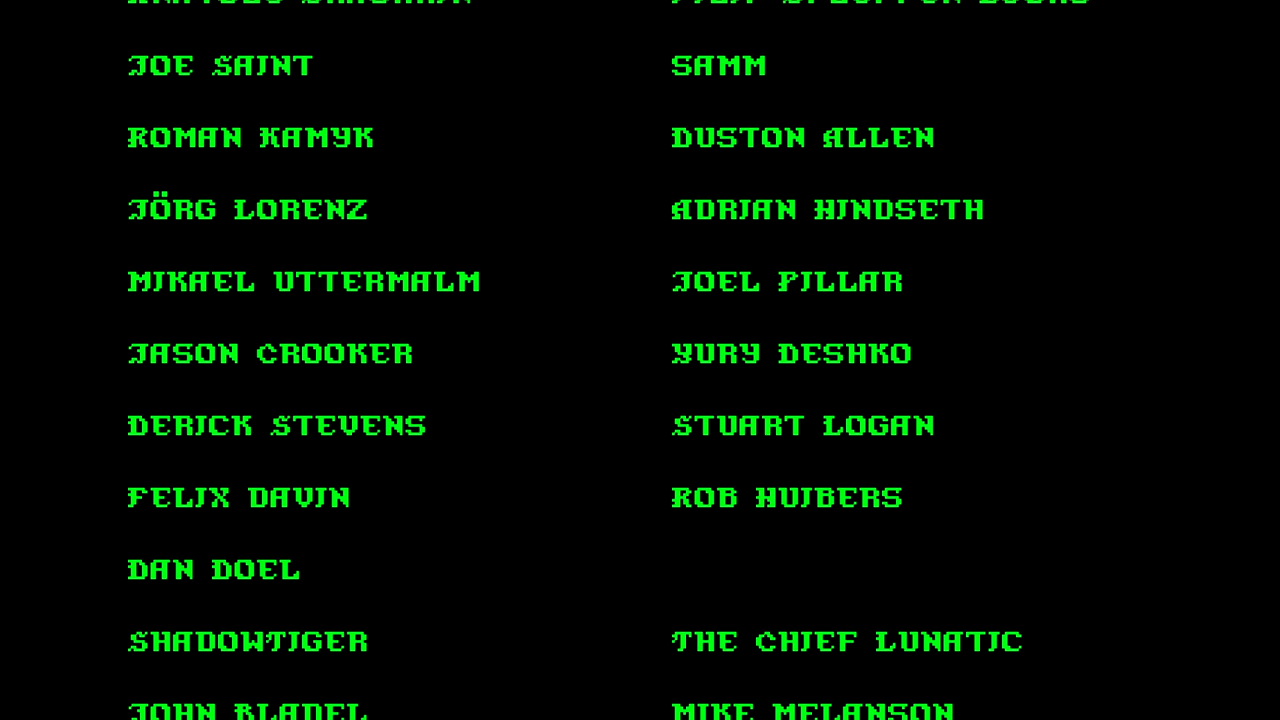 JOE SAINT SAMM
ROMAN KAMYK DUSTON ALLEN
JÖRG LORENZ ADRIAN HINDSETH
MIKAEL UTTERMALM JOEL PILLAR
JASON CROOKER YURY DESHKO
DERICK STEVENS STUART LOGAN
FELIX DAVIN ROB HUIBERS
DAN DOEL
SHADOWTIGER THE CHIEF LUNATIC
JOHN BLADEL MIKE MELANSON